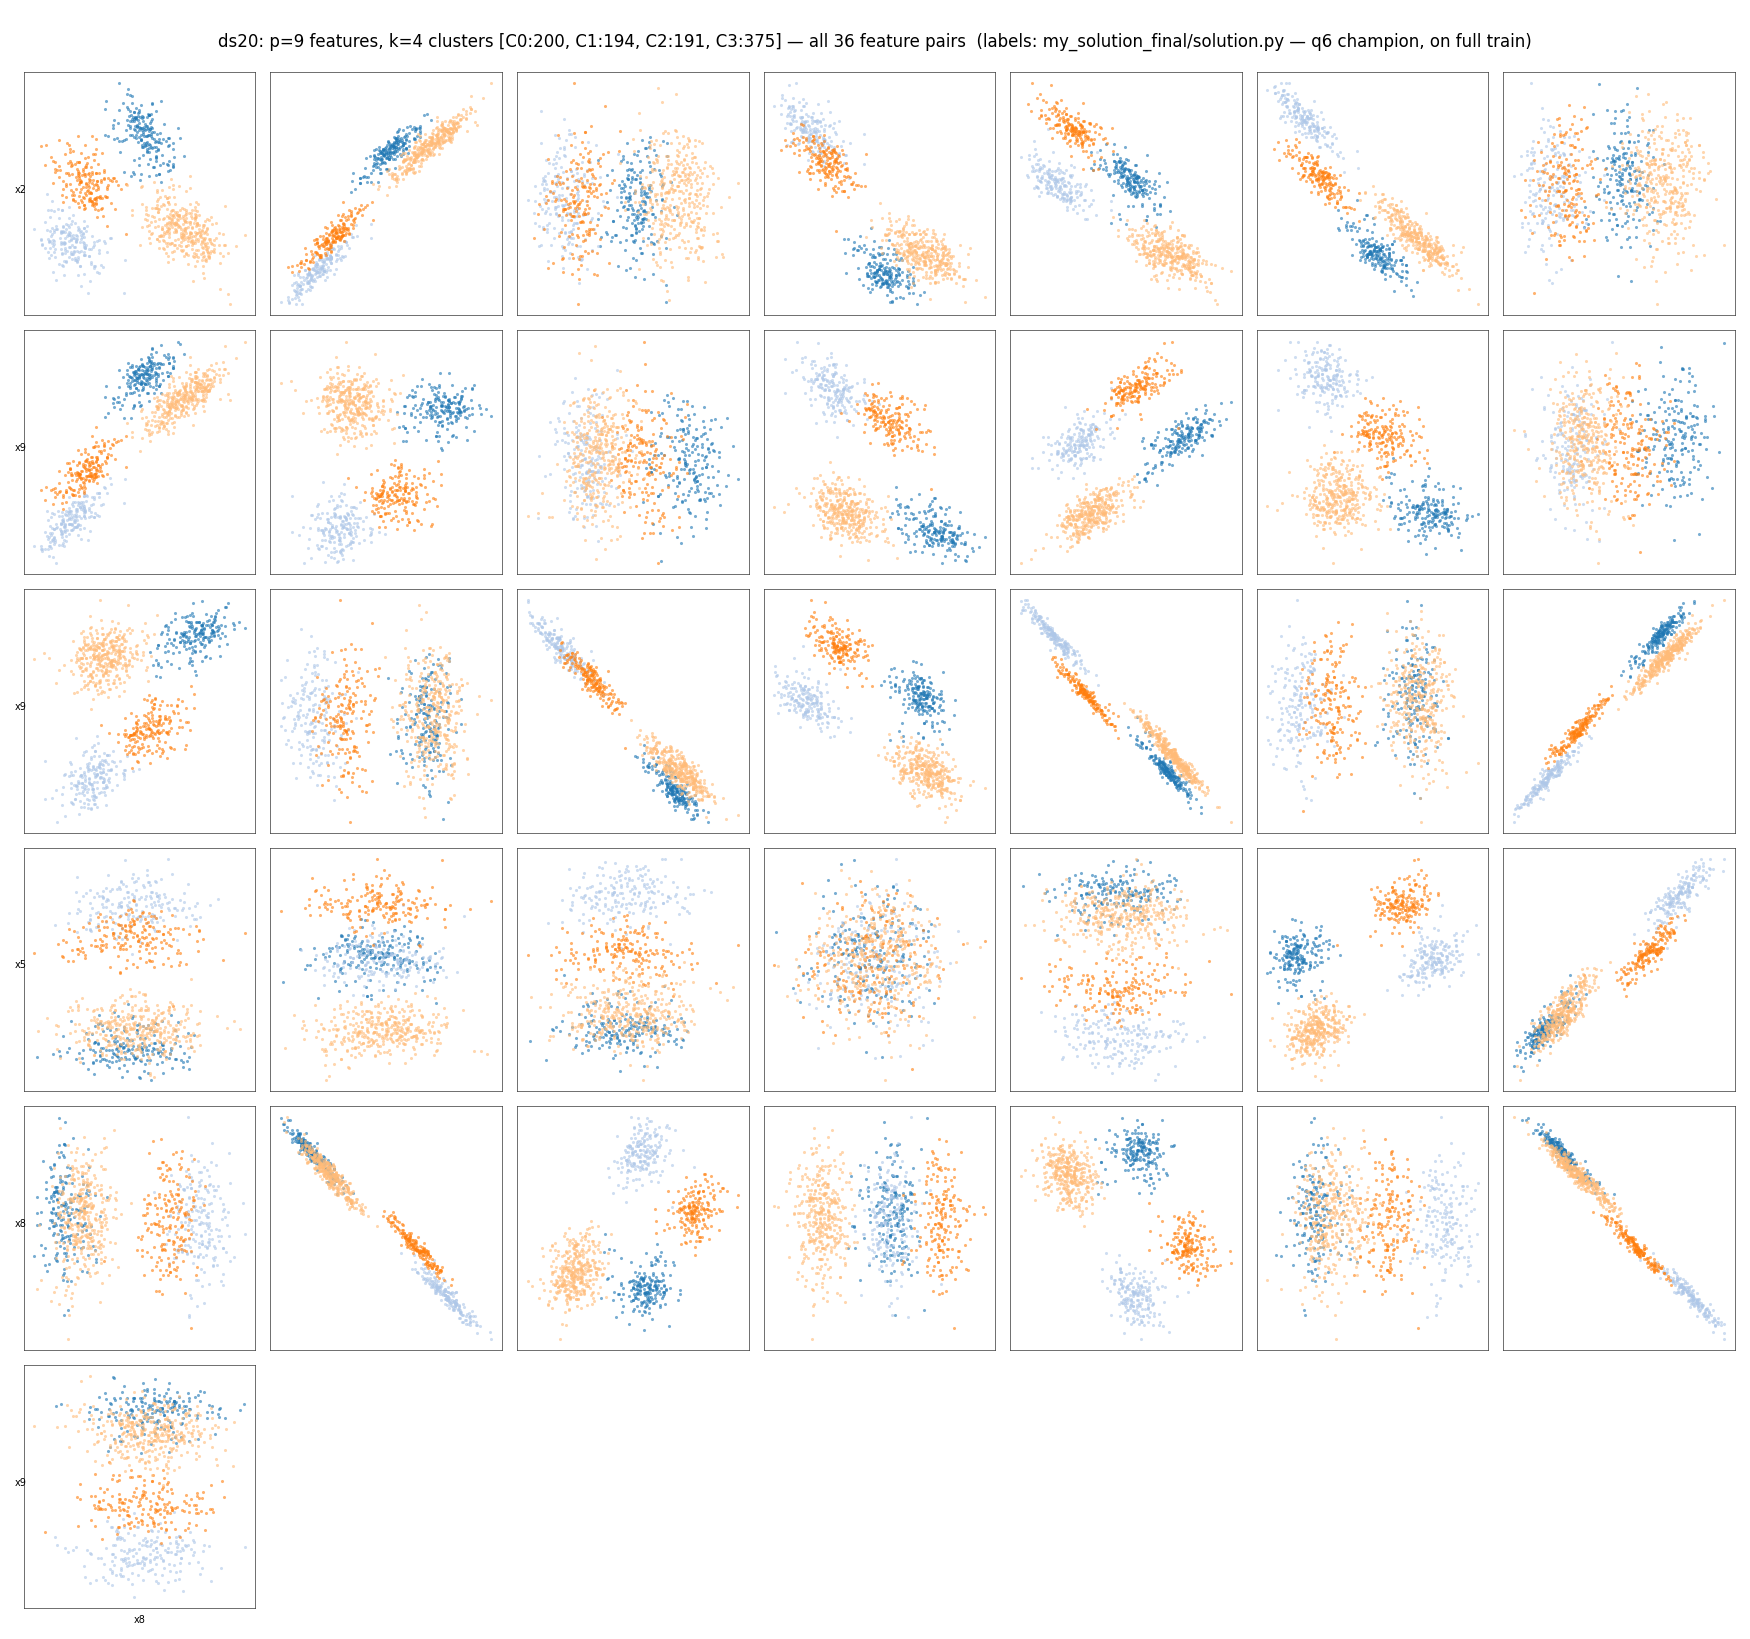 ds20: p=9 features, k=4 clusters [C0:200, C1:194, C2:191, C3:375] — all 36 feature pairs  (labels: my_solution_final/solution.py — q6 champion, on full train)
x2
x9
x9
x5
x8
x9
x8